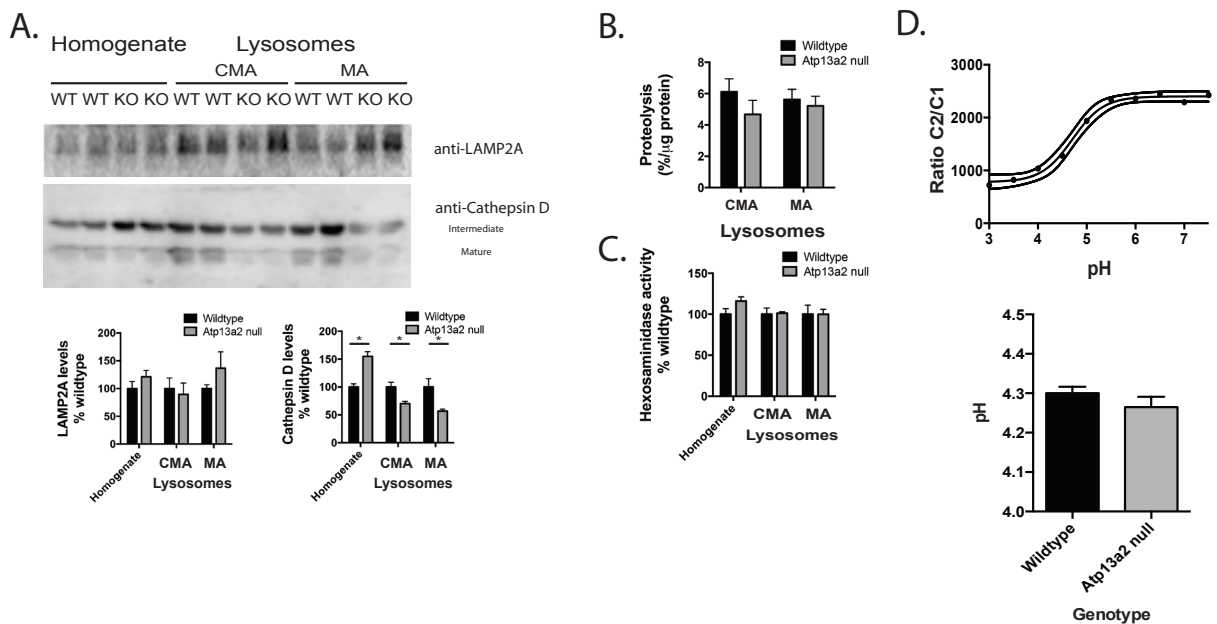 A.
Homogenate Lysosomes
CMA MA
WT WT KO KO WT WT KO KO WT WT KO KO
anti-LAMP2A
anti-Cathepsin D
Intermediate
Mature
Wildtype
Atp13a2 null
200
150
100
50
0
LAMP2A levels
% wildtype
Homogenate
CMA MA
Lysosomes
Wildtype
Atp13a2 null
200
150
100
50
0
Cathepsin D levels
% wildtype
* * *
Homogenate
CMA MA
Lysosomes
B.
Wildtype
Atp13a2 null
8
6
4
2
0
Proteolysis
(%/µg protein)
CMA MA
Lysosomes
C.
Wildtype
Atp13a2 null
150
100
50
0
Hexosaminidase activity
% wildtype
Homogenate
CMA MA
Lysosomes
D.
3000
2000
1000
0
Ratio C2/C1
3 4 5 6 7
pH
4.5
4.4
4.3
4.2
4.1
4.0
pH
Wildtype
Atp13a2 null
Genotype